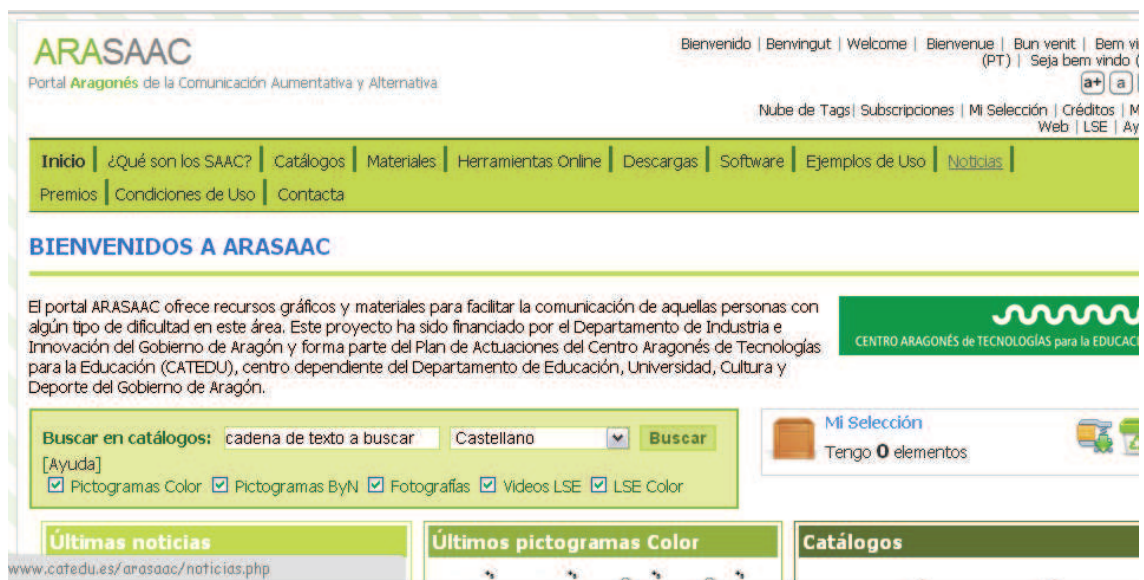 ARASAAC
Portal Aragonés de la Comunicación Aumentativa y Alternativa
Bienvenido | Benvingut | Welcome | Bienvenue | Bun venit | Bem vi
(PT) | Seja bem vindo (
a+ a
Nube de Tags| Subscripciones | Mi Selección | Créditos | M
Web | LSE | Ay
Inicio | ¿Qué son los SAAC? | Catálogos | Materiales | Herramientas Online | Descargas | Software | Ejemplos de Uso | Noticias |
Premios | Condiciones de Uso | Contacta
BIENVENIDOS A ARASAAC
El portal ARASAAC ofrece recursos gráficos y materiales para facilitar la comunicación de aquellas personas con
algún tipo de dificultad en este área. Este proyecto ha sido financiado por el Departamento de Industria e
Innovación del Gobierno de Aragón y forma parte del Plan de Actuaciones del Centro Aragonés de Tecnologías
para la Educación (CATEDU), centro dependiente del Departamento de Educación, Universidad, Cultura y
Deporte del Gobierno de Aragón.
CENTRO ARAGONÉS de TECNOLOGÍAS para la EDUCACI
Buscar en catálogos: cadena de texto a buscar Castellano Buscar
[Ayuda]
Pictogramas Color Pictogramas ByN Fotografías Videos LSE LSE Color
Mi Selección
Tengo 0 elementos
Últimas noticias
Últimos pictogramas Color
Catálogos
www.catedu.es/arasaac/noticias.php